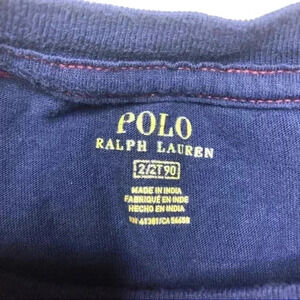 POLO
RALPH LAUREN
2/2T 90
MADE IN INDIA
FABRIQUÉ EN INDE
HECHO EN INDIA